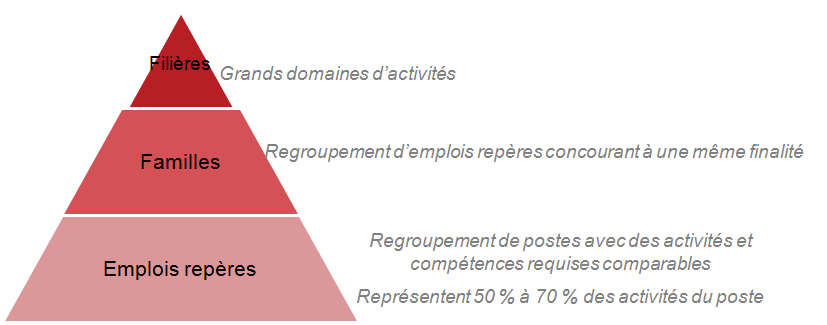 Filières
Grands domaines d’activités
Familles
Regroupement d’emplois repères concourant à une même finalité
Emplois repères
Regroupement de postes avec des activités et
compétences requises comparables
Représentent 50 % à 70 % des activités du poste